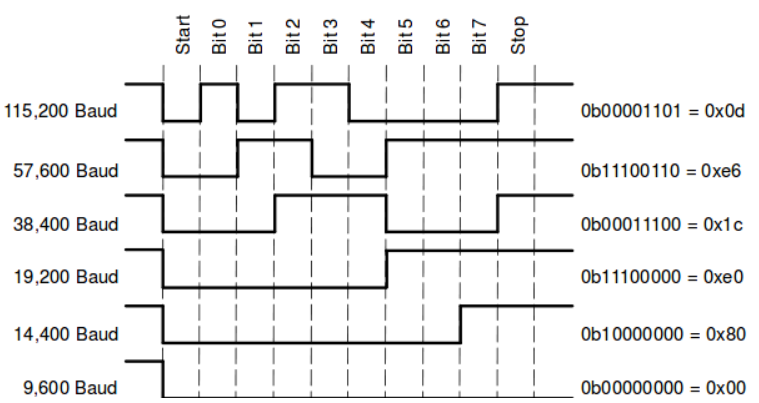 Start Bit 0 Bit 1 Bit 2 Bit 3 Bit 4 Bit 5 Bit 6 Bit 7 Stop
115,200 Baud 0b00001101 = 0x0d
57,600 Baud 0b11100110 = 0xe6
38,400 Baud 0b00011100 = 0x1c
19,200 Baud 0b11100000 = 0xe0
14,400 Baud 0b10000000 = 0x80
9,600 Baud 0b00000000 = 0x00